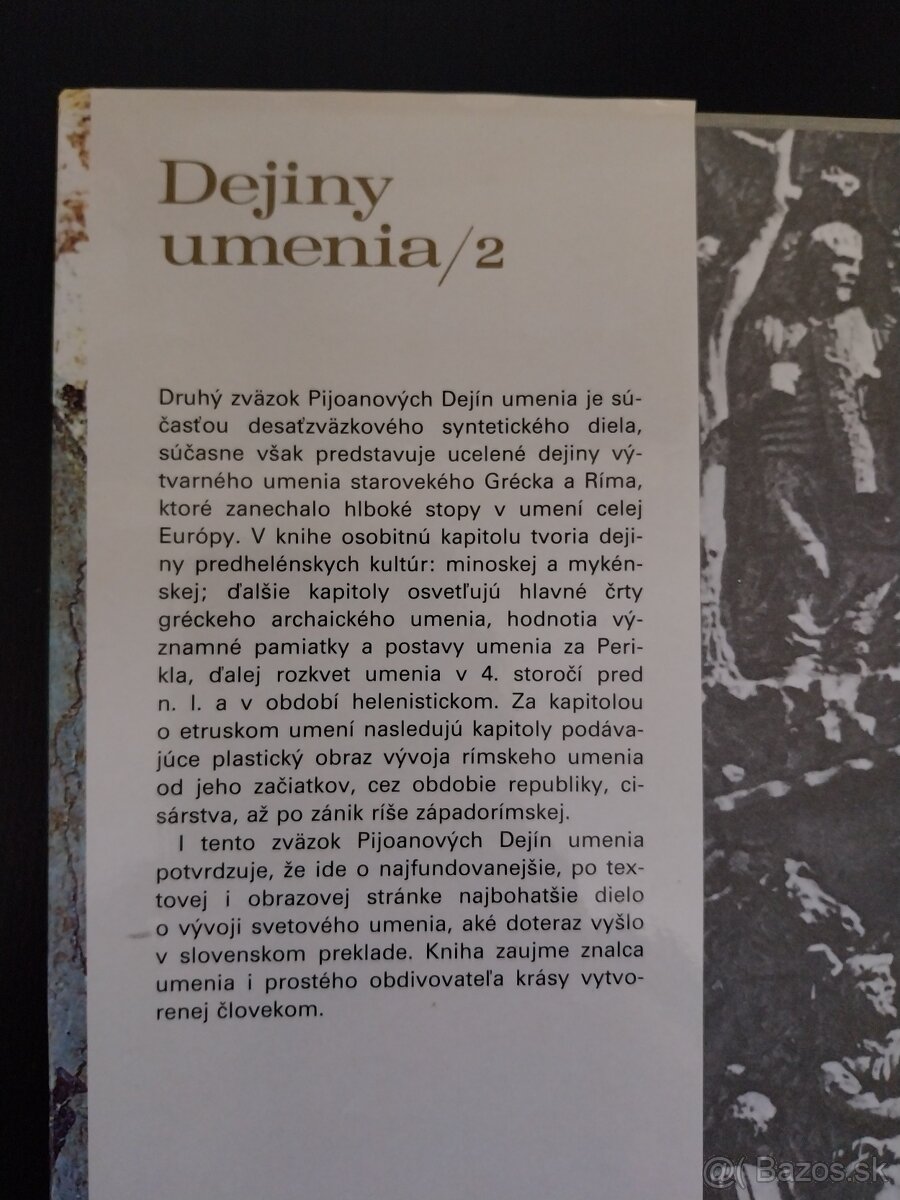 Dejiny
umenia/2
Druhý zväzok Pijoanových Dejín umenia je sú-
časťou desaťzväzkového syntetického diela,
súčasne však predstavuje ucelené dejiny vý-
tvarného umenia starovekého Grécka a Ríma,
ktoré zanechalo hlboké stopy v umení celej
Európy. V knihe osobitnú kapitolu tvoria deji-
ny predhelénskych kultúr: minoskej a mykén-
skej; ďalšie kapitoly osvetľujú hlavné črty
gréckeho archaického umenia, hodnotia vý-
znamné pamiatky a postavy umenia za Peri-
kla, ďalej rozkvet umenia v 4. storočí pred
n. l. a v období helenistickom. Za kapitolou
o etruskom umení nasledujú kapitoly podáva-
júce plastický obraz vývoja rímskeho umenia
od jeho začiatkov, cez obdobie republiky, ci-
sárstva, až po zánik ríše západorímskej.
I tento zväzok Pijoanových Dejín umenia
potvrdzuje, že ide o najfundovanejšie, po tex-
tovej i obrazovej stránke najbohatšie dielo
o vývoji svetového umenia, aké doteraz vyšlo
v slovenskom preklade. Kniha zaujme znalca
umenia i prostého obdivovateľa krásy vytvo-
renej človekom.
@( Bazos.sk